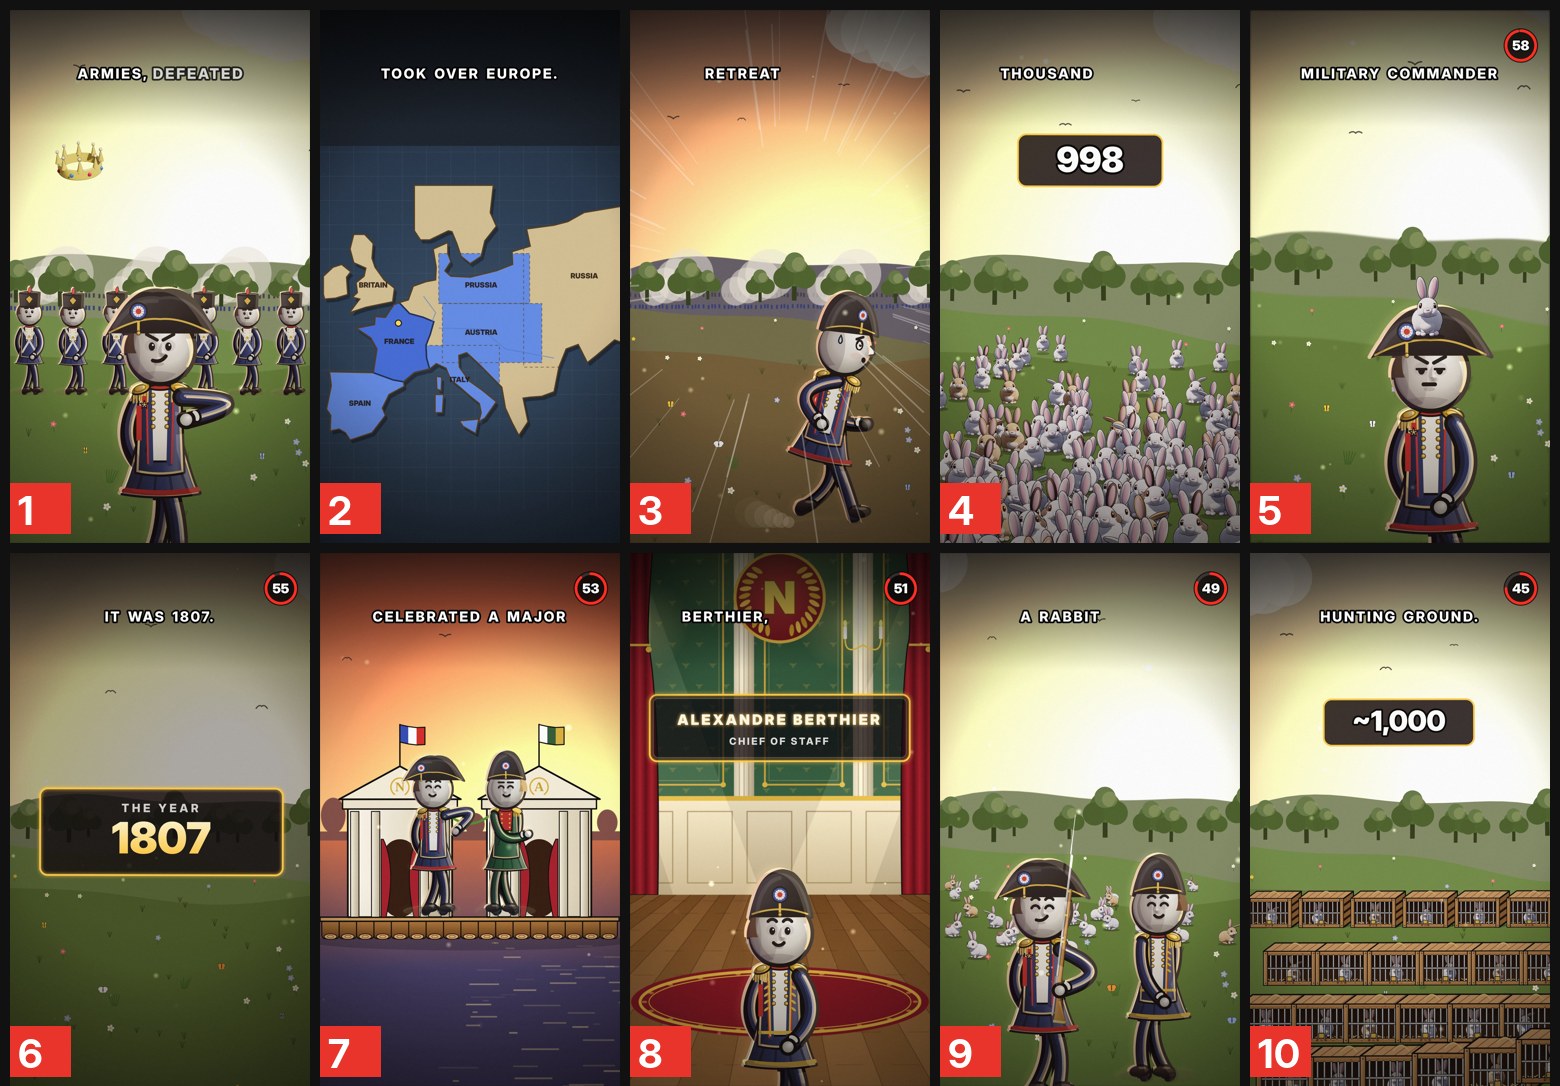 ARMIES, DEFEATED
1
TOOK OVER EUROPE.
BRITAIN
PRUSSIA
RUSSIA
AUSTRIA
FRANCE
ITALY
SPAIN
2
RETREAT
3
THOUSAND
998
4
58
MILITARY COMMANDER
5
55
IT WAS 1807.
THE YEAR
1807
6
53
CELEBRATED A MAJOR
N
A
7
N
51
BERTHIER,
ALEXANDRE BERTHIER
CHIEF OF STAFF
8
49
A RABBIT
9
45
HUNTING GROUND.
~1,000
10